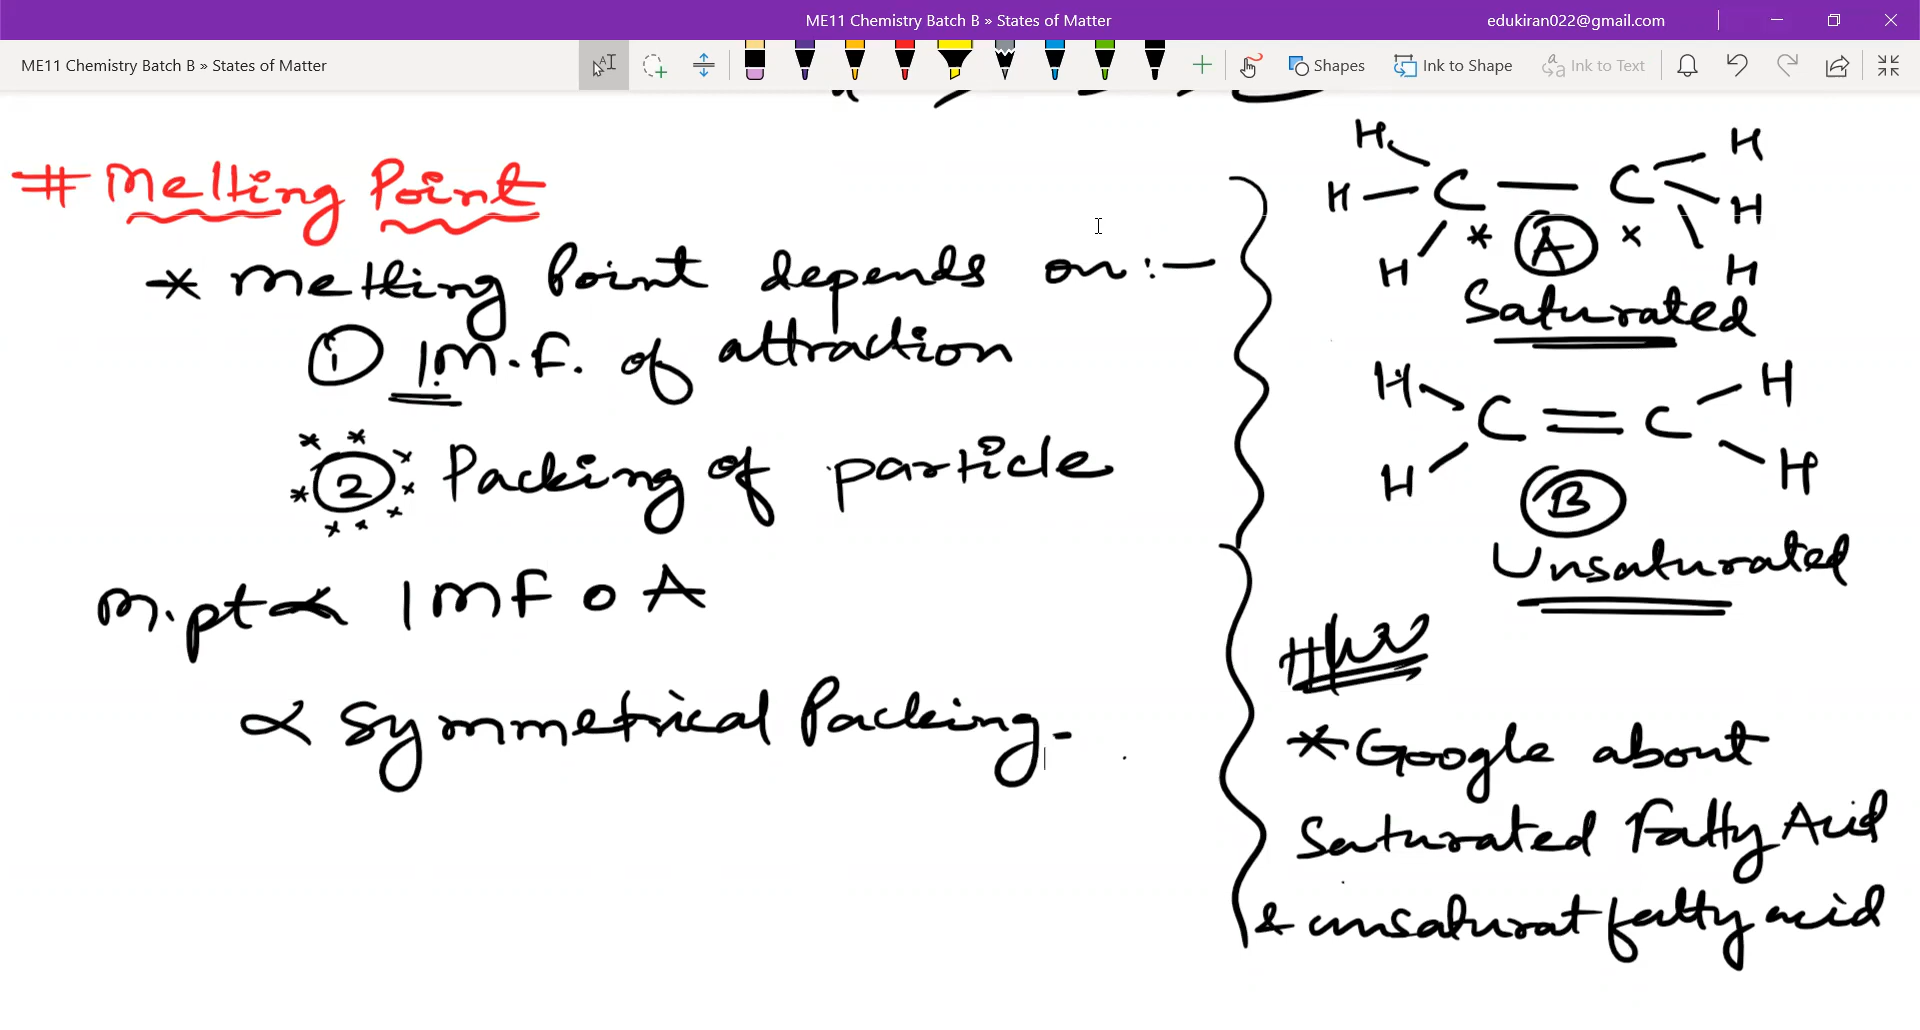 ME11 Chemistry Batch B » States of Matter
edukiran022@gmail.com
ME11 Chemistry Batch B » States of Matter
Shapes
Ink to Shape
Ink to Text
# Melting Point
* Melting Point depends on :—
① I.M.F. of attraction
② Packing of particle
M.pt ∝ IMFOA
∝ Symmetrical Packing-
H H
H — C — C H
H H
* A *
Saturated
H H
C = C
H H
B
Unsaturated
H/W
* Google about
Saturated Fatty Acid
& unsaturat fatty acid